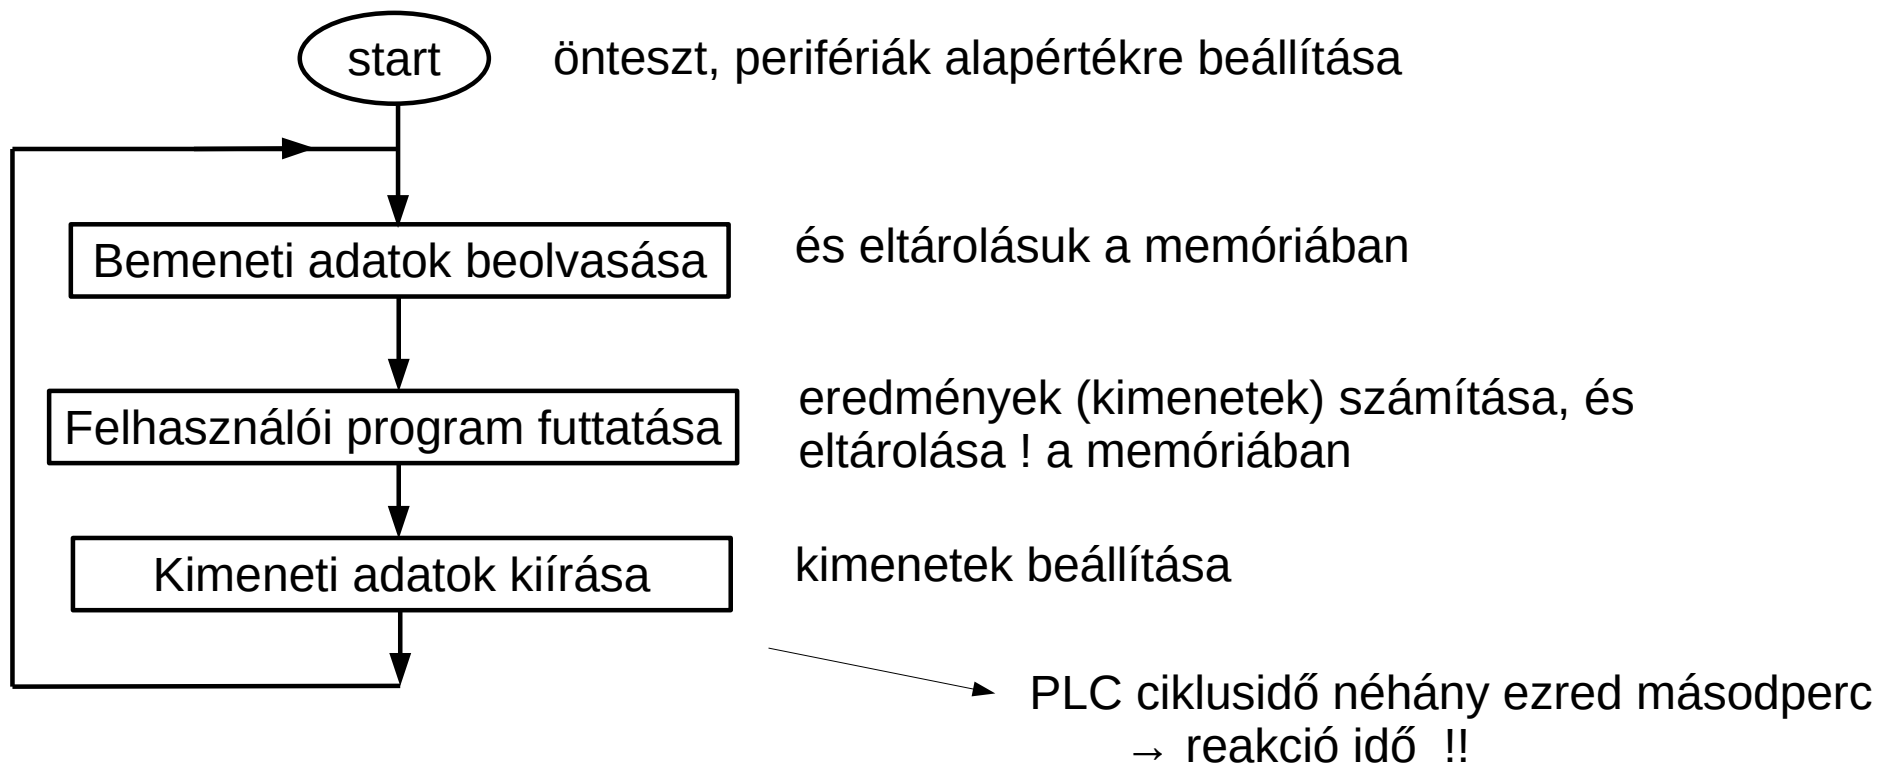 start
önteszt, perifériák alapértékre beállítása
Bemeneti adatok beolvasása
és eltárolásuk a memóriában
Felhasználói program futtatása
eredmények (kimenetek) számítása, és
eltárolása ! a memóriában
Kimeneti adatok kiírása
kimenetek beállítása
PLC ciklusidő néhány ezred másodperc
→ reakció idő !!